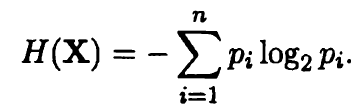 H(X) = − ∑_{i=1}^{n} p_i log_2 p_i.